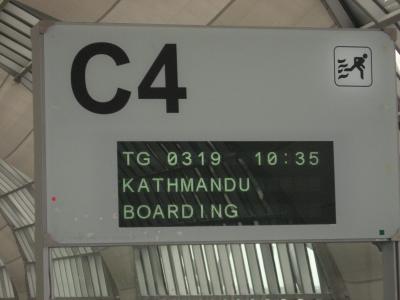 C4
TG 0319 10:35
KATHMANDU
BOARDING